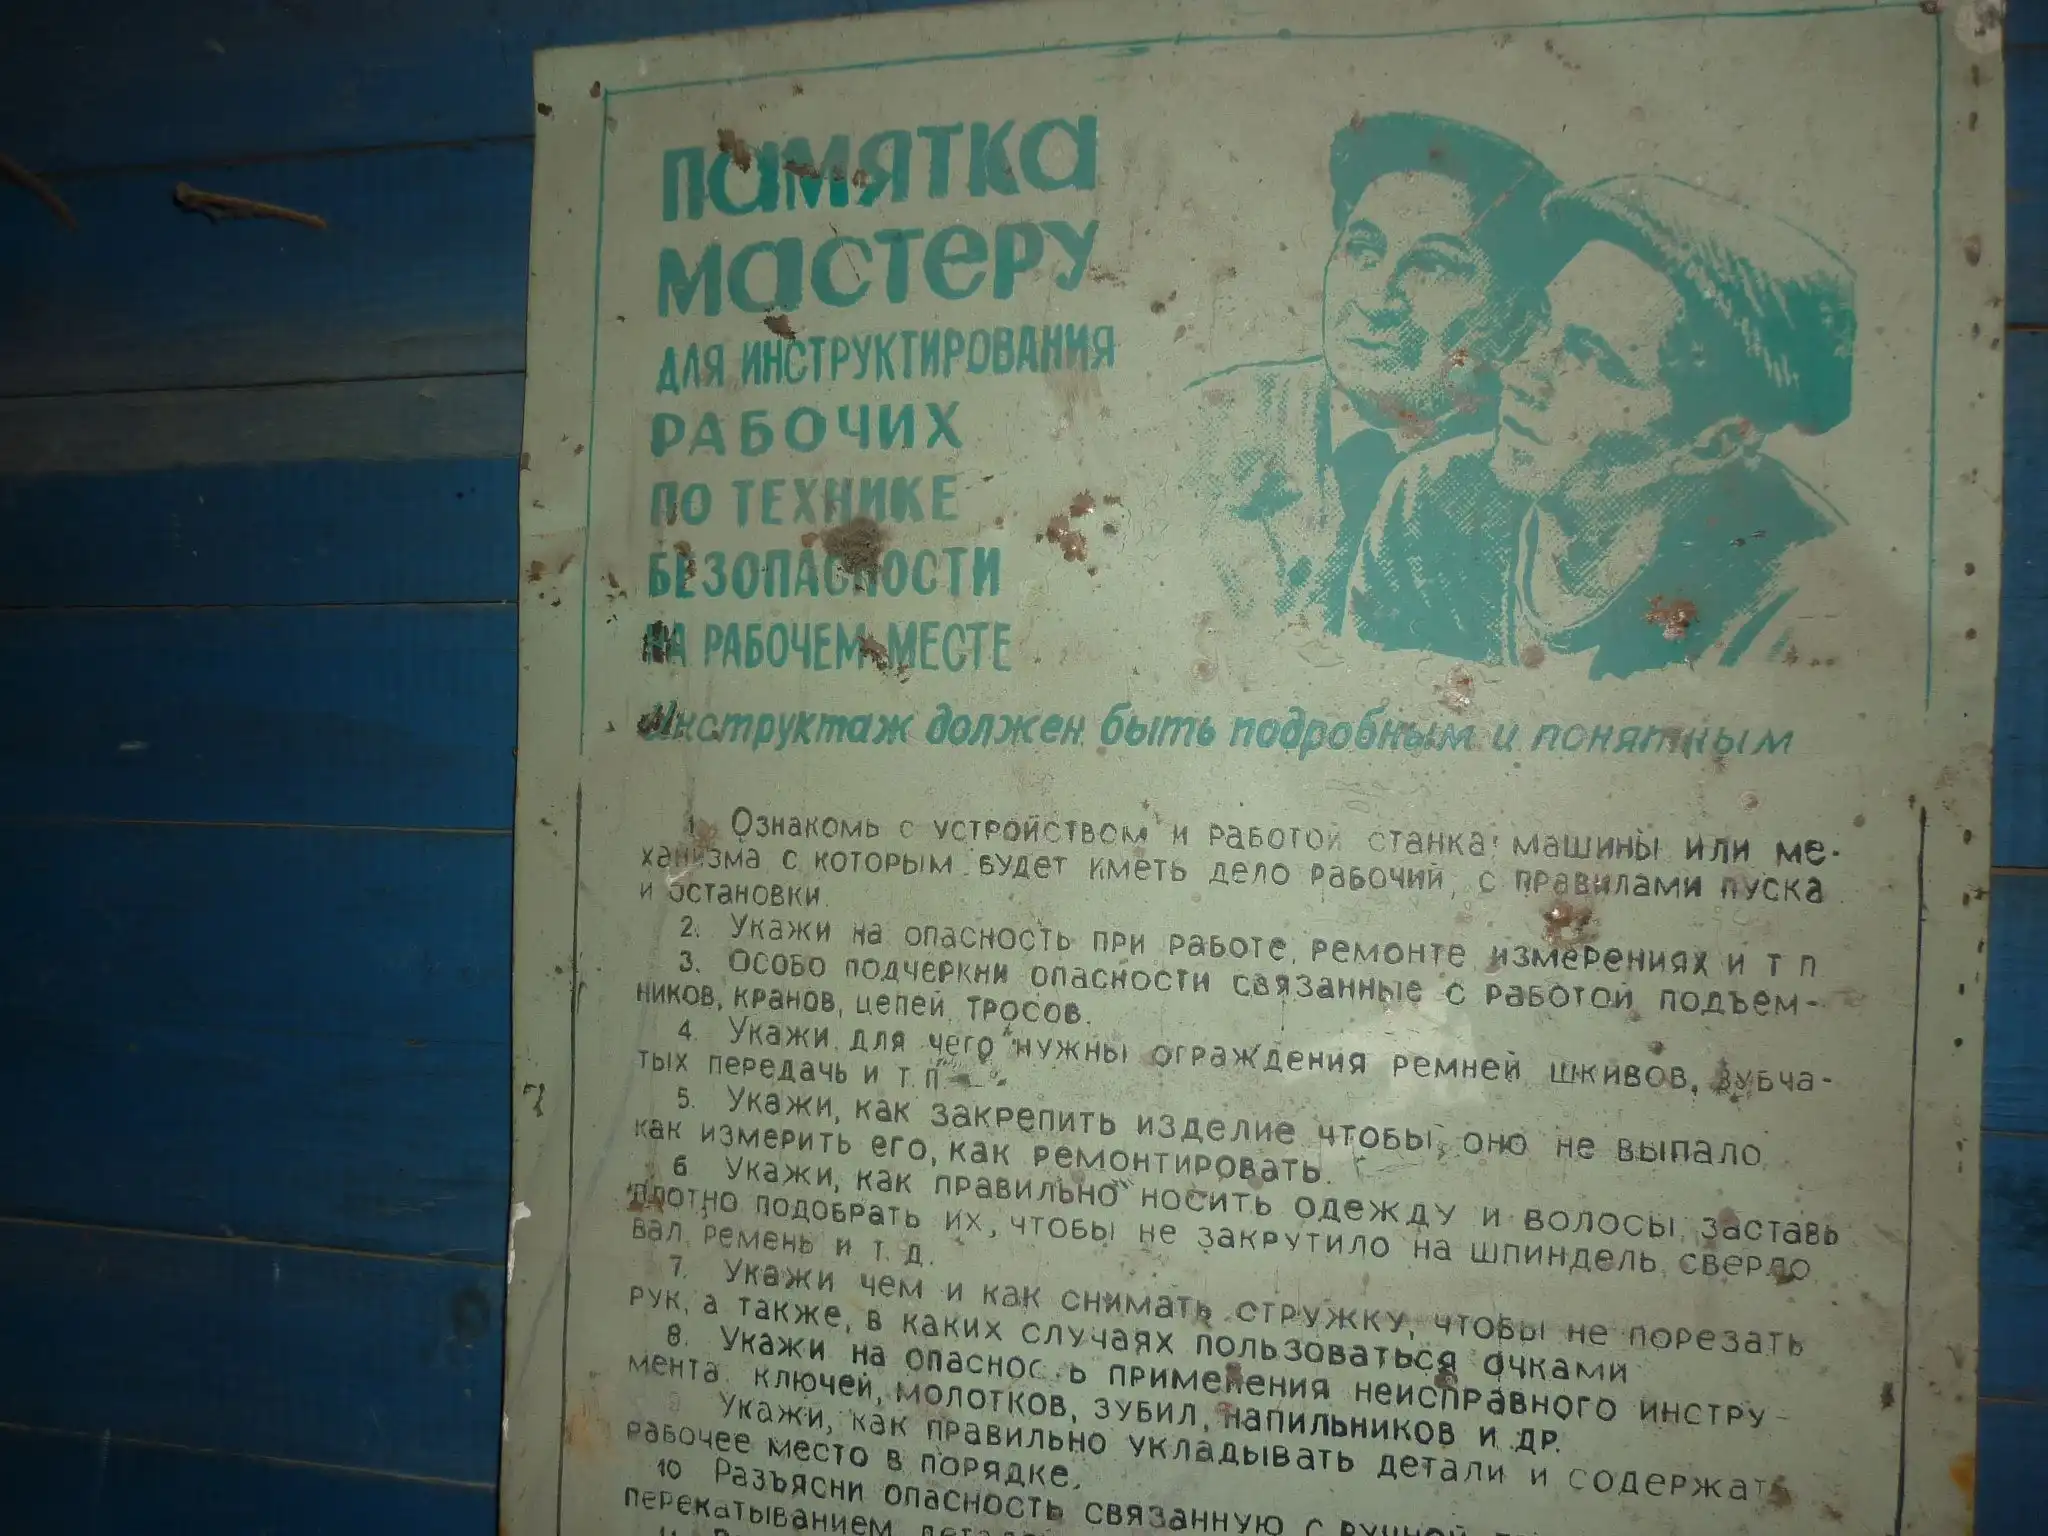 Памятка
мастеру
для инструктирования
рабочих
по технике
безопасности
на рабочем месте
Инструктаж должен быть подробным и понятным
1. Ознакомь с устройством и работой станка, машины или ме-
ханизма с которым будет иметь дело рабочий, с правилами пуска
и остановки.
2. Укажи на опасность при работе, ремонте измерениях и т п
3. Особо подчеркни опасности связанные с работой подъем-
ников, кранов, цепей, тросов.
4. Укажи для чего нужны ограждения ремней шкивов, зубча-
тых передачь и т.п
5. Укажи, как закрепить изделие чтобы, оно не выпало
как измерить его, как ремонтировать.
6 Укажи, как правильно носить одежду и волосы, заставь
плотно подобрать их, чтобы не закрутило на шпиндель, сверло
вал, ремень и т. д.
7. Укажи чем и как снимать стружку, чтобы не порезать
рук, а также, в каких случаях пользоваться очками
8. Укажи на опасность применения неисправного инстру-
мента ключей, молотков, зубил, напильников и др.
9 Укажи, как правильно укладывать детали и содержать
рабочее место в порядке.
10 Разъясни опасность связанную с ручной
перекатыванием